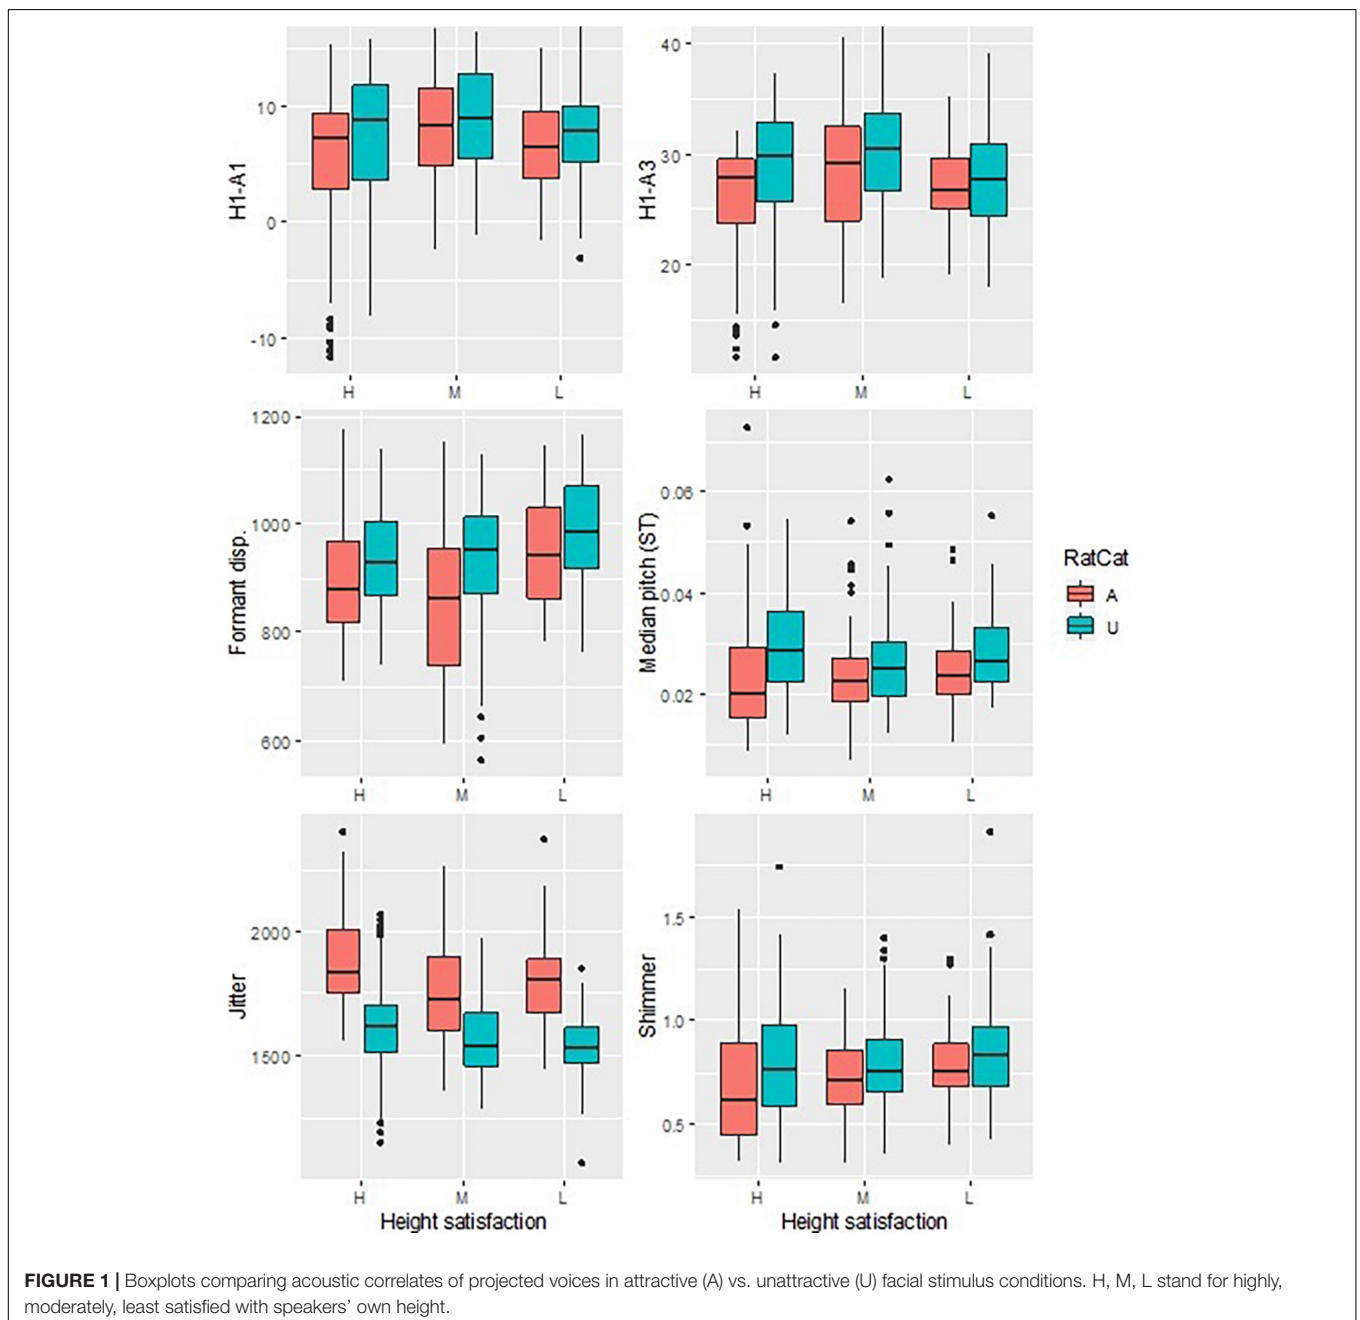 H1-A1
10
0
-10
H M L
H1-A3
40
30
20
H M L
Formant disp.
1200
1000
800
600
H M L
Median pitch (ST)
0.06
0.04
0.02
H M L
RatCat
A
U
Jitter
2000
1500
H M L
Height satisfaction
Shimmer
1.5
1.0
0.5
H M L
Height satisfaction
FIGURE 1 | Boxplots comparing acoustic correlates of projected voices in attractive (A) vs. unattractive (U) facial stimulus conditions. H, M, L stand for highly,
moderately, least satisfied with speakers' own height.